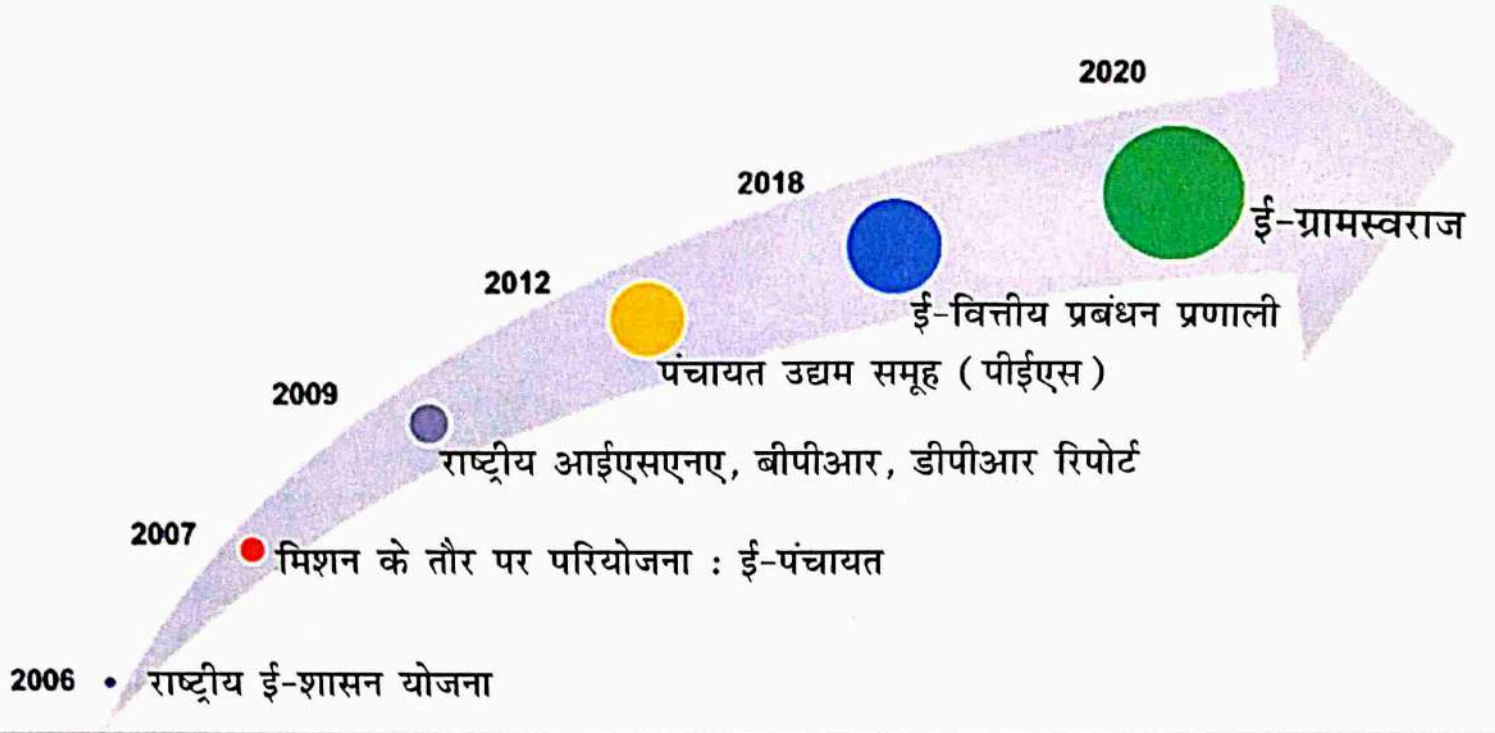 2020
ई-ग्रामस्वराज
2018
ई-वित्तीय प्रबंधन प्रणाली
2012
पंचायत उद्यम समूह ( पीईएस )
2009
राष्ट्रीय आईएसएनए, बीपीआर, डीपीआर रिपोर्ट
2007
मिशन के तौर पर परियोजना : ई-पंचायत
2006 • राष्ट्रीय ई-शासन योजना